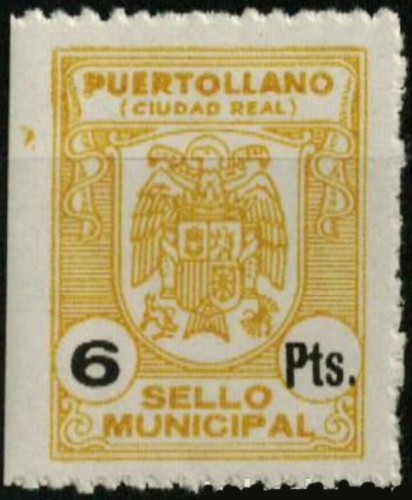 PUERTOLLANO
(CIUDAD REAL)
6 Pts.
SELLO
MUNICIPAL